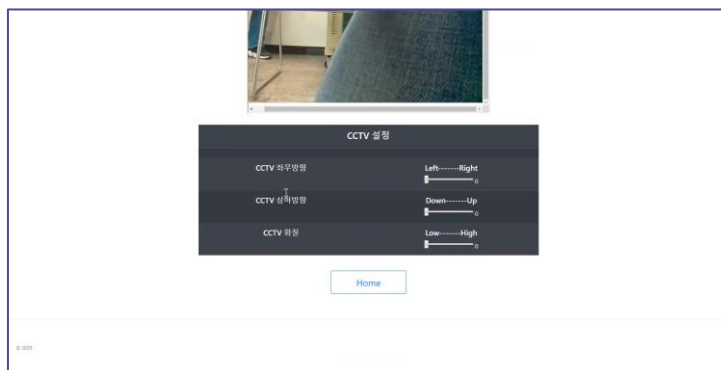 CCTV 설정
CCTV 좌우방향
Left-------Right
0
CCTV 상하방향
Down-------Up
0
CCTV 화질
Low-------High
0
Home